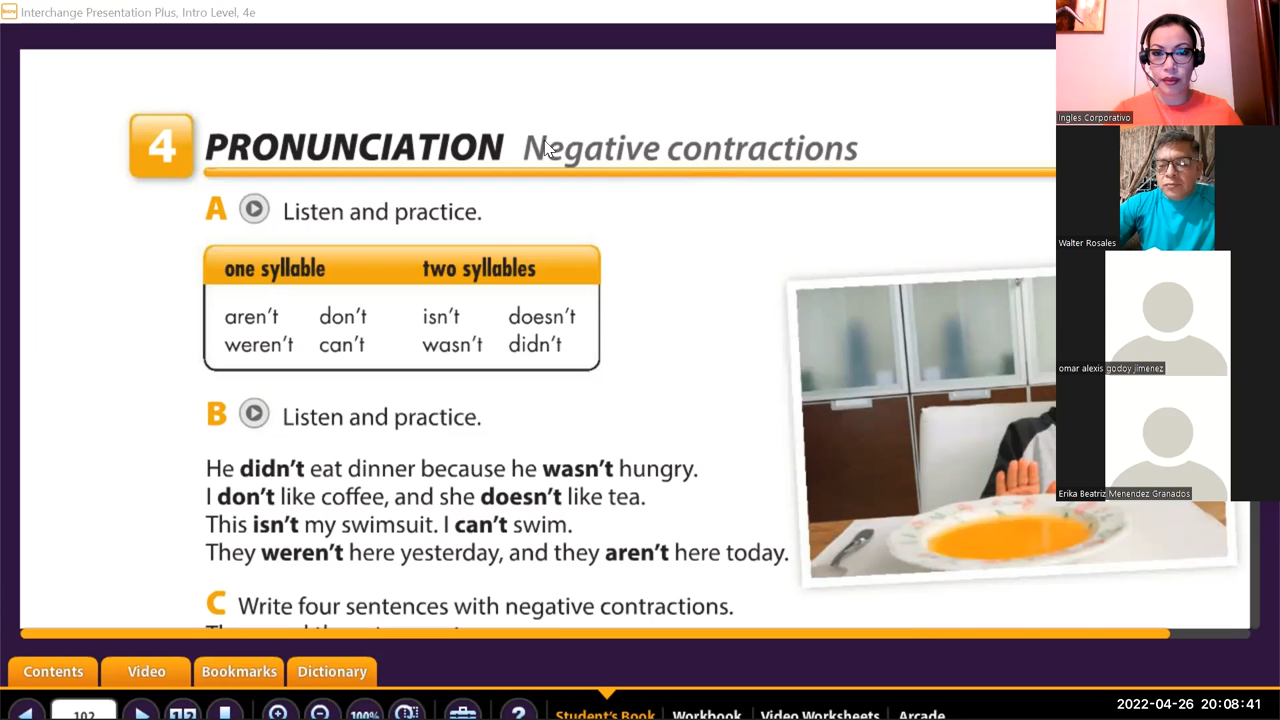 Interchange Presentation Plus, Intro Level, 4e
4 PRONUNCIATION Negative contractions
A Listen and practice.
one syllable two syllables
aren't don't isn't doesn't
weren't can't wasn't didn't
B Listen and practice.
He didn't eat dinner because he wasn't hungry.
I don't like coffee, and she doesn't like tea.
This isn't my swimsuit. I can't swim.
They weren't here yesterday, and they aren't here today.
C Write four sentences with negative contractions.
Ingles Corporativo
Walter Rosales
omar alexis godoy jimenez
Erika Beatriz Menendez Granados
Contents Video Bookmarks Dictionary
102 100% ? Student's Book Workbook Video Worksheets Arcade
2022-04-26 20:08:41